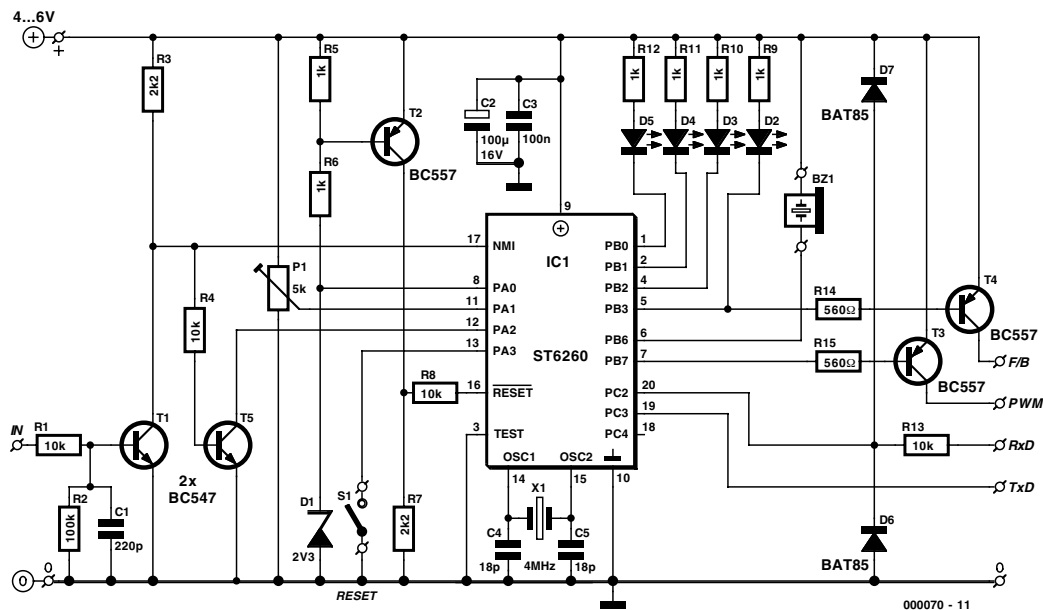 4...6V
+
+
R3
2k2
R5
1k
T2
BC557
R6
1k
C2
100µ
16V
C3
100n
R12
1k
R11
1k
R10
1k
R9
1k
D5
D4
D3
D2
D7
BAT85
BZ1
9
+
IC1
ST6260
17 NMI
8 PA0
11 PA1
12 PA2
13 PA3
16 RESET
3 TEST
OSC1
14
OSC2
15
10
PB0 1
PB1 2
PB2 4
PB3 5
PB6 6
PB7 7
PC2 20
PC3 19
PC4 18
P1
5k
R4
10k
R8
10k
R14
560Ω
R15
560Ω
T4
BC557
T3
BC557
F/B
PWM
R13
10k
RxD
TxD
IN
R1
10k
T1
T5
2x
BC547
R2
100k
C1
220p
D1
2V3
S1
RESET
R7
2k2
X1
4MHz
C4
18p
C5
18p
D6
BAT85
0
0
0
000070 - 11